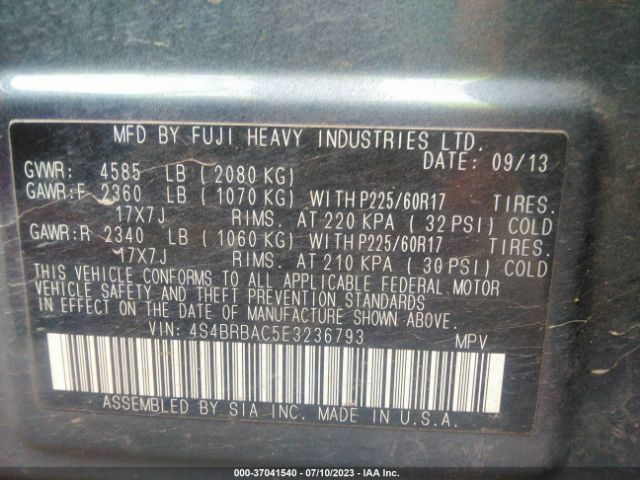 MFD BY FUJI HEAVY INDUSTRIES LTD.
DATE: 09/13
GVWR: 4585 LB ( 2080 KG)
GAWR:F 2360 LB ( 1070 KG) WITH P225/60R17 TIRES.
17X7J RIMS. AT 220 KPA ( 32 PSI) COLD
GAWR:R 2340 LB ( 1060 KG) WITH P225/60R17 TIRES.
17X7J RIMS. AT 210 KPA ( 30 PSI) COLD
THIS VEHICLE CONFORMS TO ALL APPLICABLE FEDERAL MOTOR
VEHICLE SAFETY AND THEFT PREVENTION STANDARDS
IN EFFECT ON THE DATE OF MANUFACTURE SHOWN ABOVE.
VIN: 4S4BRBAC5E3236793 MPV
ASSEMBLED BY SIA INC. MADE IN U.S.A.
000-37041540 - 07/10/2023 - IAA Inc.